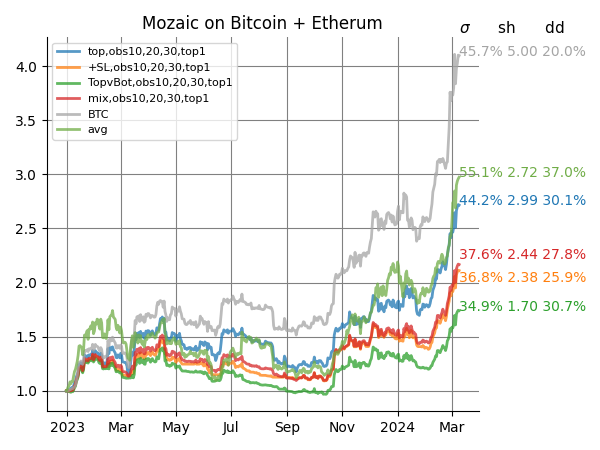 Mozaic on Bitcoin + Etherum
σ sh dd
top,obs10,20,30,top1
+SL,obs10,20,30,top1
TopvBot,obs10,20,30,top1
mix,obs10,20,30,top1
BTC
avg
45.7% 5.00 20.0%
55.1% 2.72 37.0%
44.2% 2.99 30.1%
37.6% 2.44 27.8%
36.8% 2.38 25.9%
34.9% 1.70 30.7%
4.0
3.5
3.0
2.5
2.0
1.5
1.0
2023 Mar May Jul Sep Nov 2024 Mar